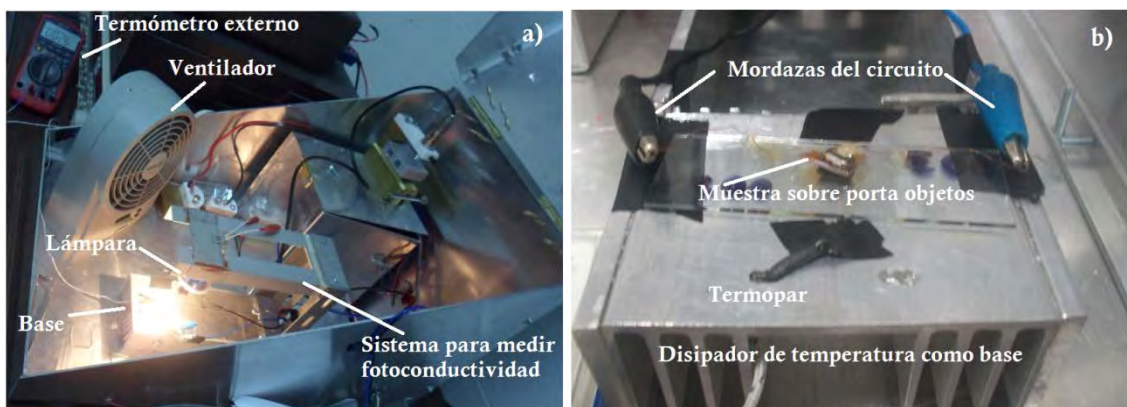 a)
Termómetro externo
Ventilador
Lámpara
Base
Sistema para medir
fotoconductividad
b)
Mordazas del circuito
Muestra sobre porta objetos
Termopar
Disipador de temperatura como base